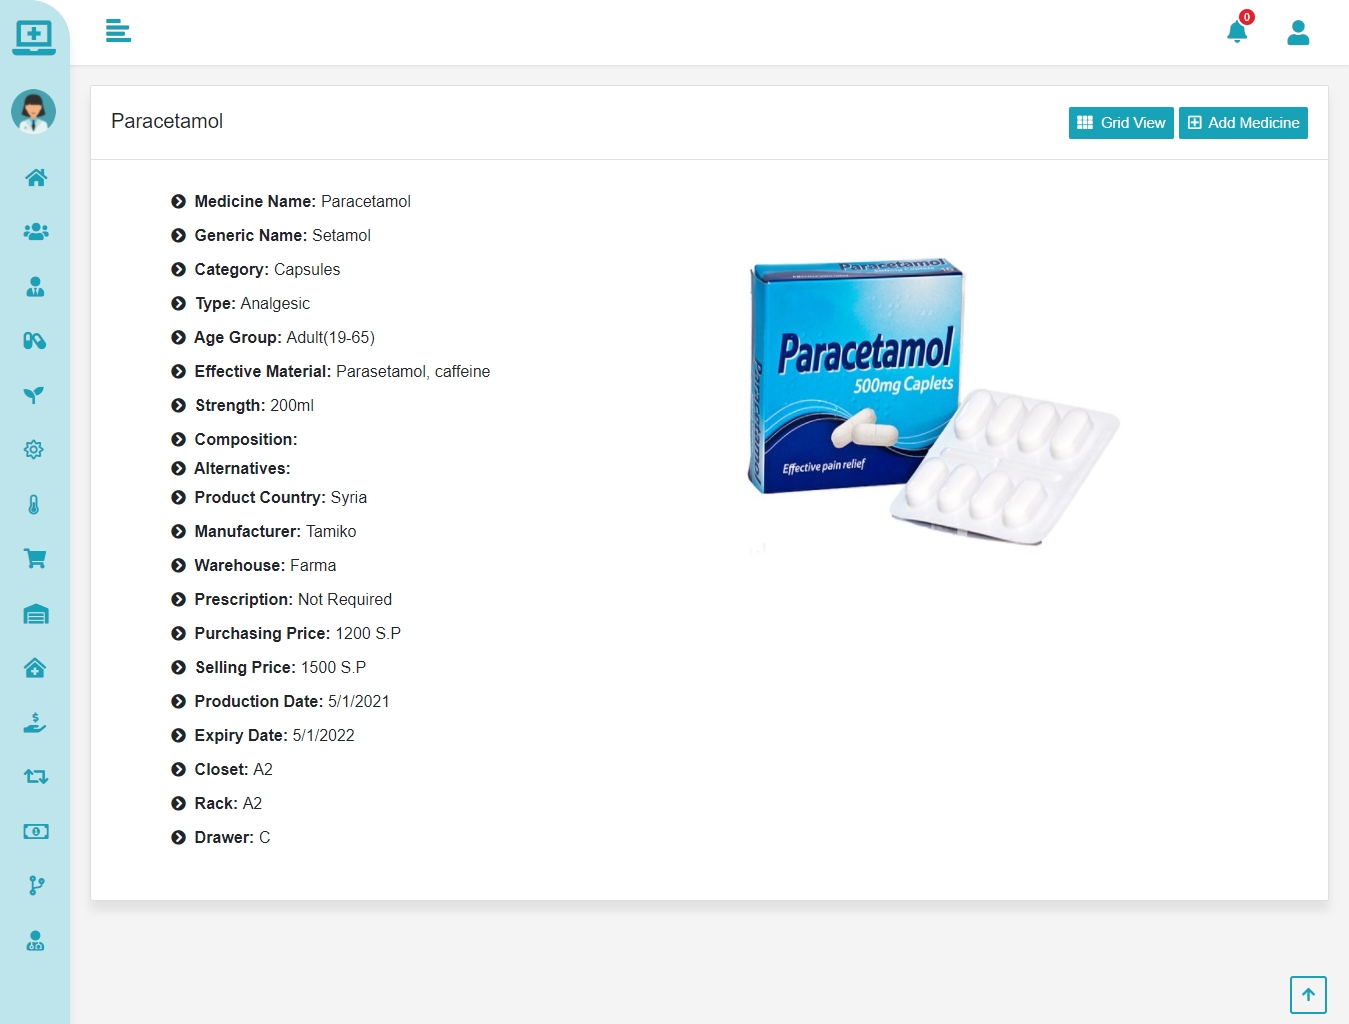 0
Paracetamol
Grid View
Add Medicine
Medicine Name: Paracetamol
Generic Name: Setamol
Category: Capsules
Type: Analgesic
Age Group: Adult(19-65)
Effective Material: Parasetamol, caffeine
Strength: 200ml
Composition:
Alternatives:
Product Country: Syria
Manufacturer: Tamiko
Warehouse: Farma
Prescription: Not Required
Purchasing Price: 1200 S.P
Selling Price: 1500 S.P
Production Date: 5/1/2021
Expiry Date: 5/1/2022
Closet: A2
Rack: A2
Drawer: C
Paracetamol
Paracetamol
500mg Caplets
Effective pain relief
Paracetamol